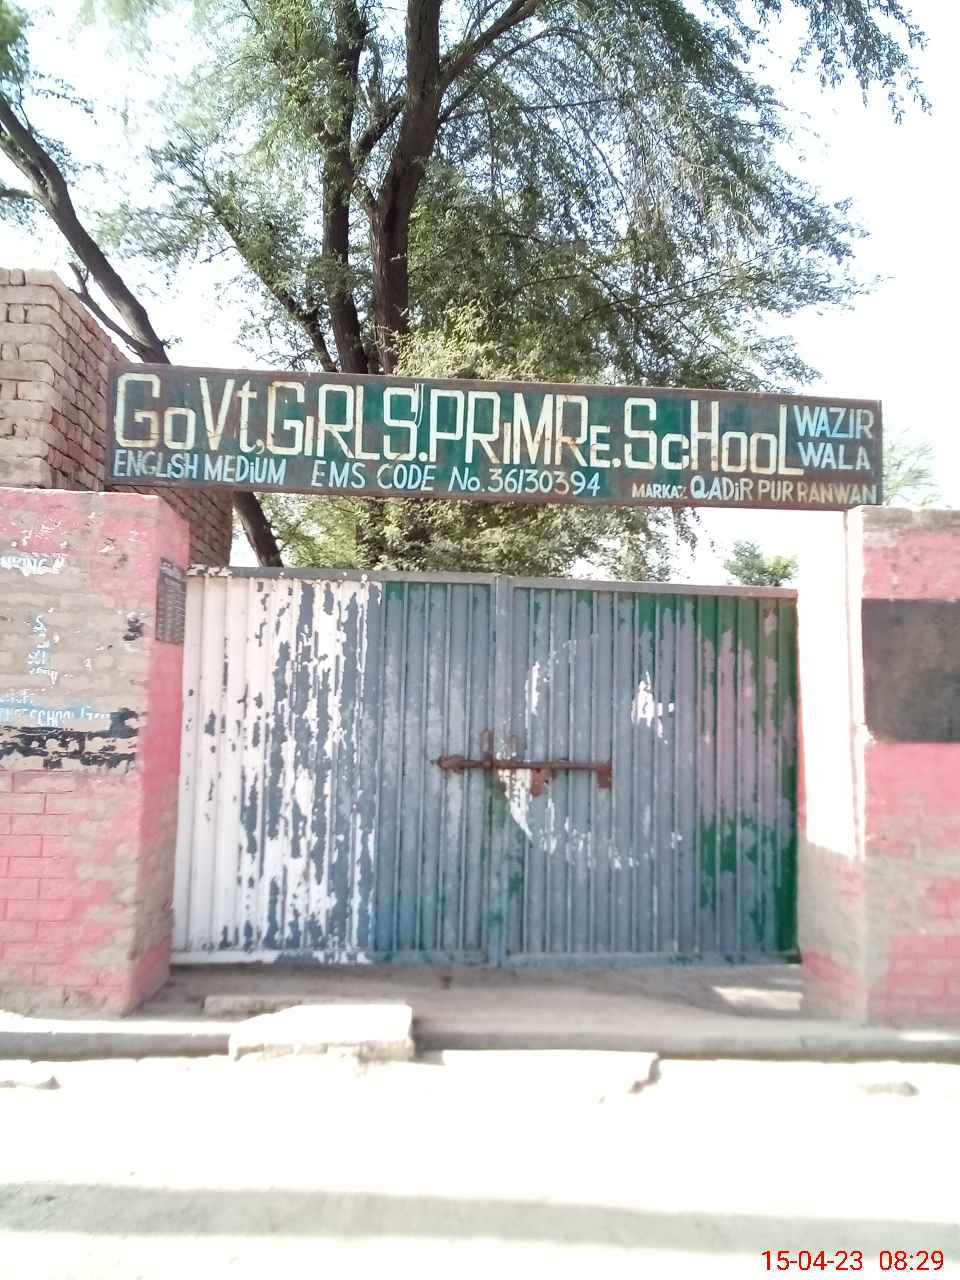 GoVt, GiRLS'. PRiMRE. ScHooL WAZIR WALA
ENGLiSH MEDiUM EMS CODE No. 36130394 MARKAZ QADiR PUR RANWAN
SCHOOL
15-04-23 08:29